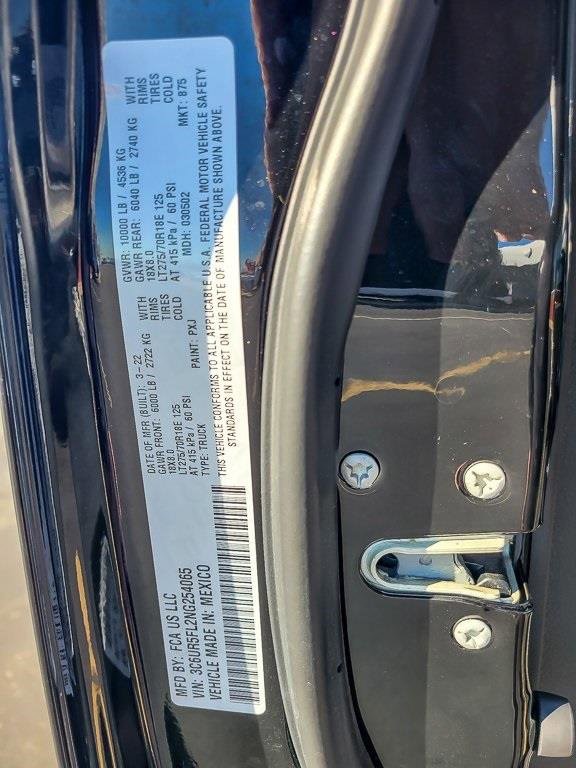 MFD BY: FCA US LLC
DATE OF MFR (BUILT): 3-22
GVWR: 10000 LB / 4536 KG
GAWR FRONT: 6000 LB / 2722 KG
WITH
GAWR REAR: 6040 LB / 2740 KG
WITH
18X8.0
RIMS
18X8.0
RIMS
LT275/70R18E 125
TIRES
LT275/70R18E 125
TIRES
AT 415 kPa / 60 PSI
COLD
AT 415 kPa / 60 PSI
COLD
VIN: 3C6UR5FL2NG254065
TYPE: TRUCK
PAINT: PXJ
MDH: 030502
MKT: 875
VEHICLE MADE IN: MEXICO
THIS VEHICLE CONFORMS TO ALL APPLICABLE U.S.A. FEDERAL MOTOR VEHICLE SAFETY
STANDARDS IN EFFECT ON THE DATE OF MANUFACTURE SHOWN ABOVE.